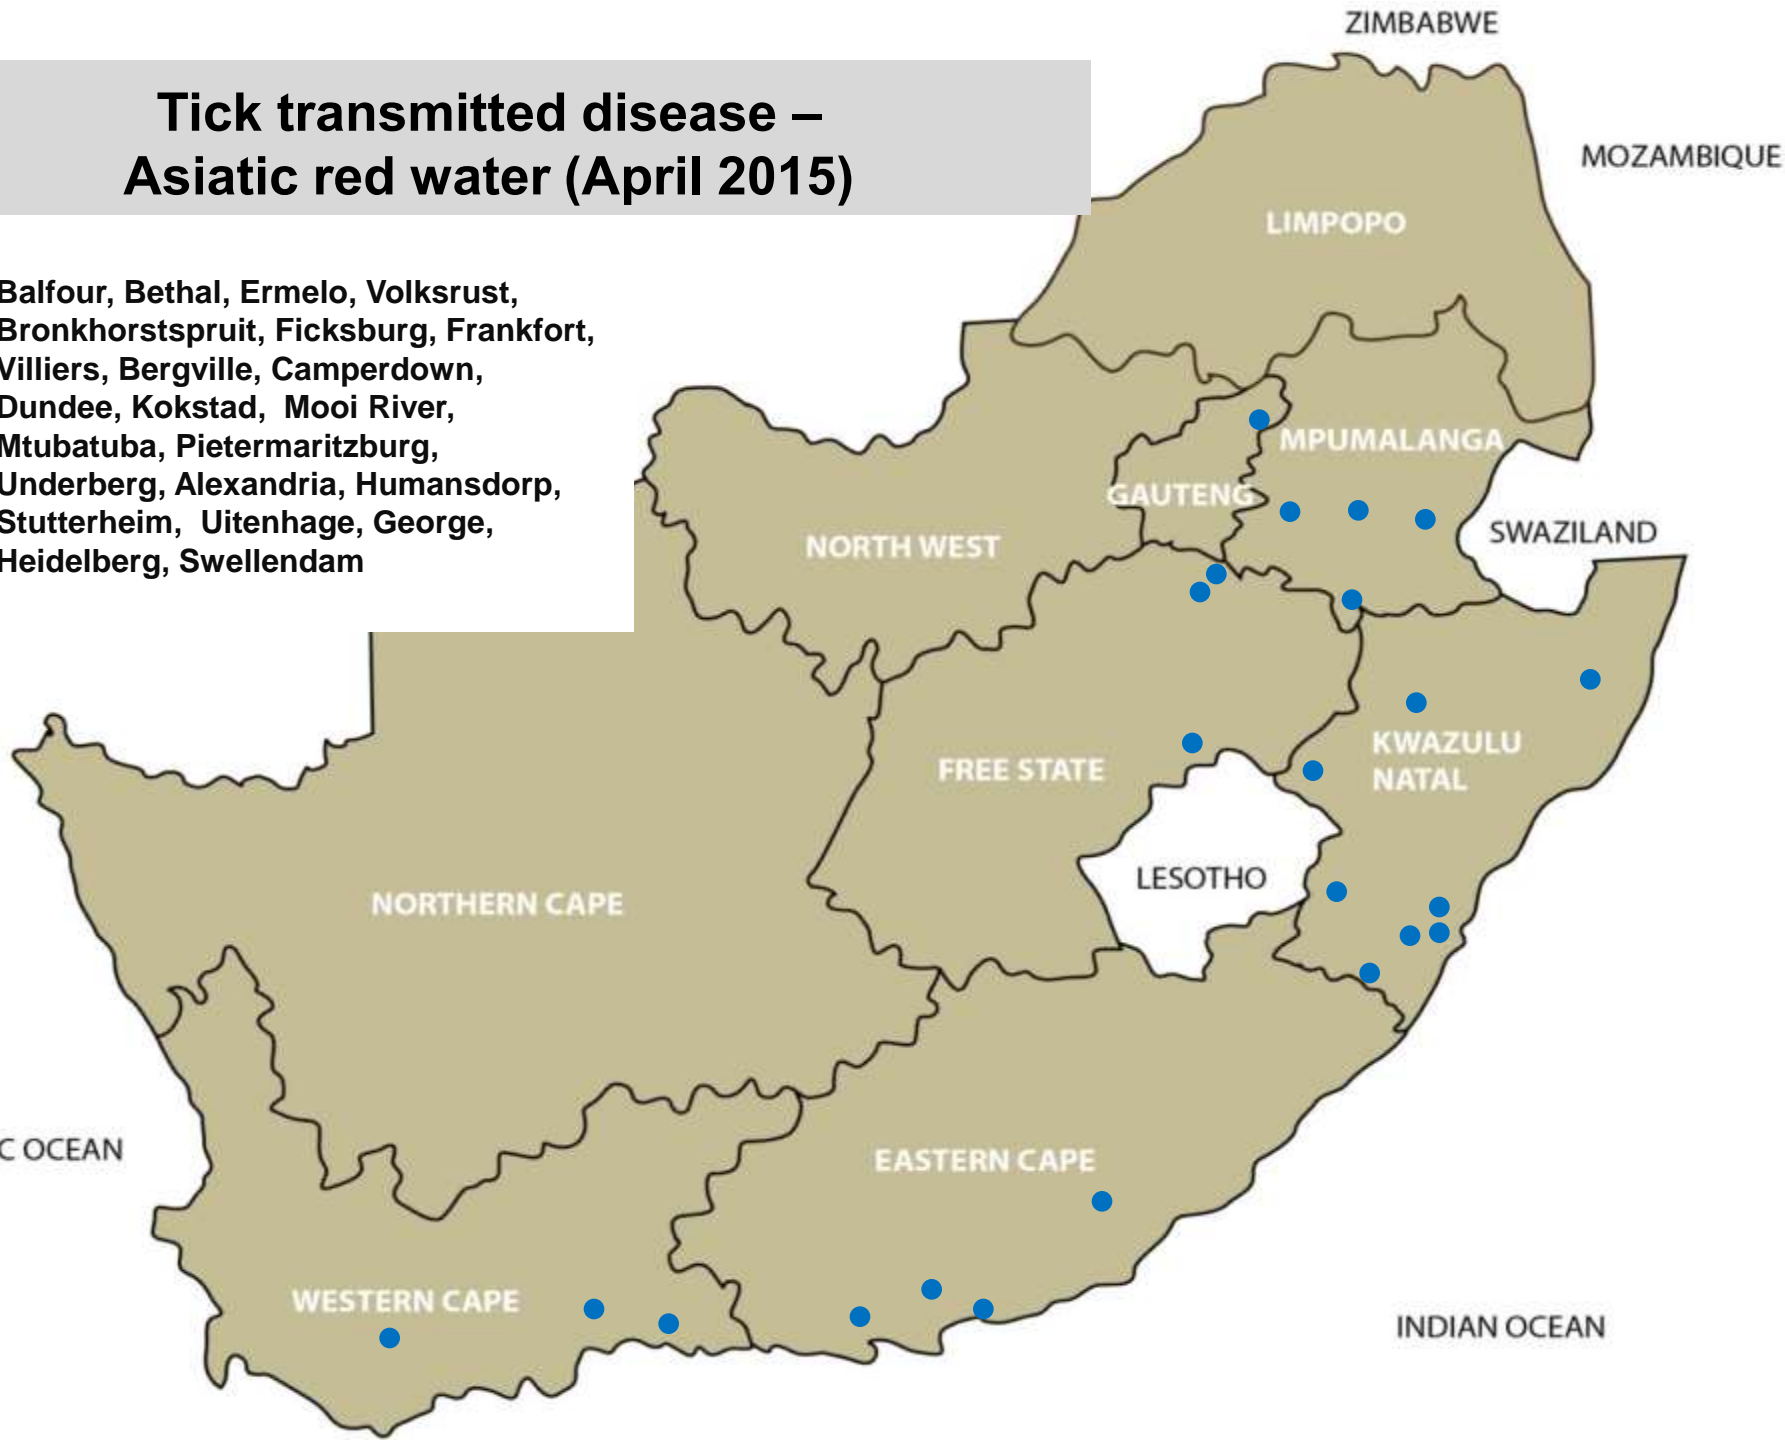 ZIMBABWE
Tick transmitted disease –
Asiatic red water (April 2015)
MOZAMBIQUE
LIMPOPO
Balfour, Bethal, Ermelo, Volksrust,
Bronkhorstspruit, Ficksburg, Frankfort,
Villiers, Bergville, Camperdown,
Dundee, Kokstad, Mooi River,
Mtubatuba, Pietermaritzburg,
Underberg, Alexandria, Humansdorp,
Stutterheim, Uitenhage, George,
Heidelberg, Swellendam
MPUMALANGA
GAUTENG
SWAZILAND
NORTH WEST
KWAZULU
NATAL
FREE STATE
LESOTHO
NORTHERN CAPE
C OCEAN
EASTERN CAPE
WESTERN CAPE
INDIAN OCEAN